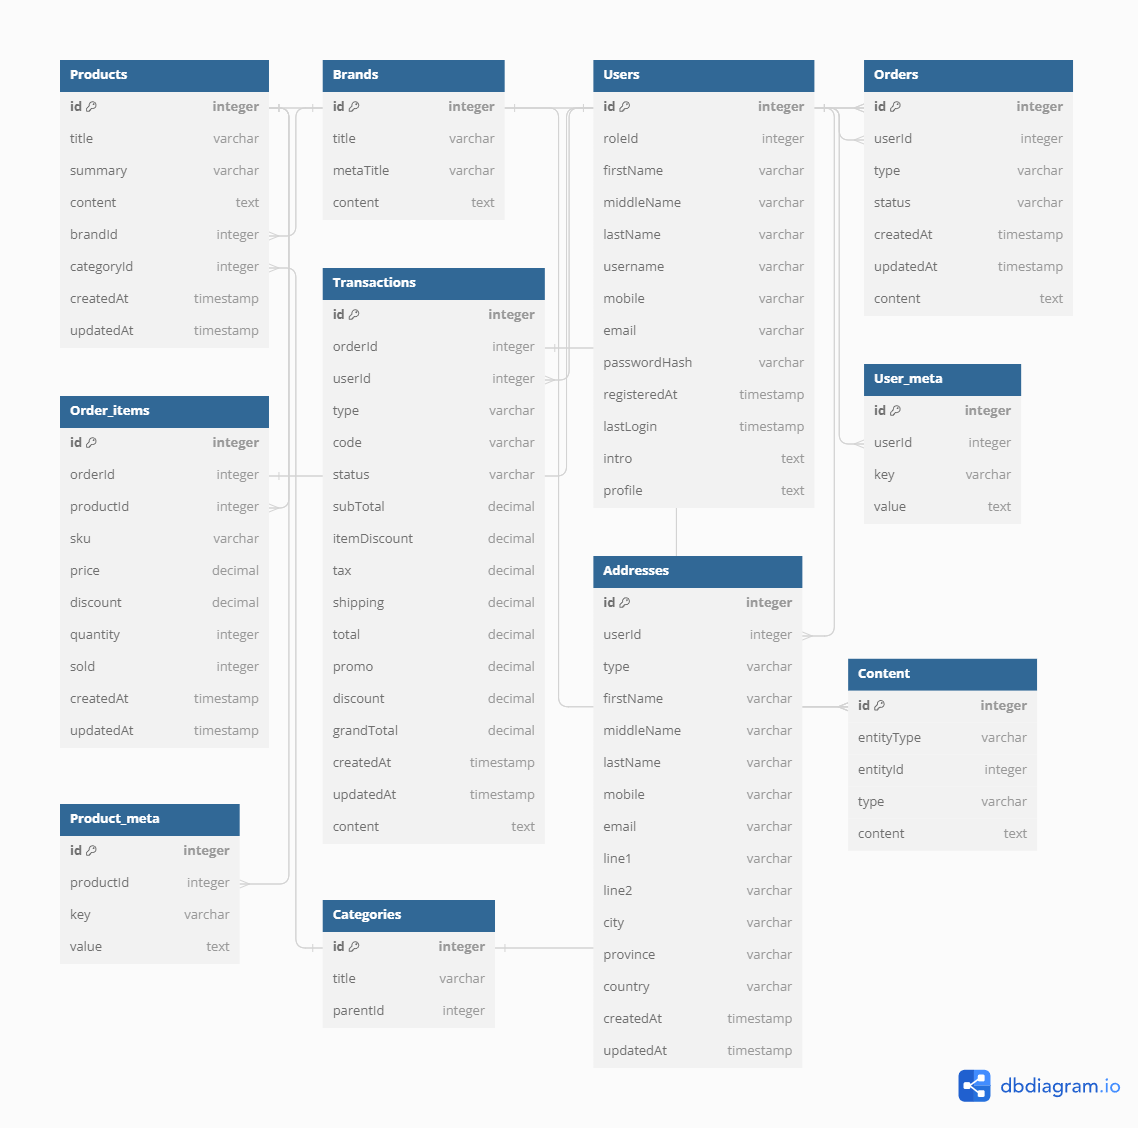 Products
id integer
title varchar
summary varchar
content text
brandId integer
categoryId integer
createdAt timestamp
updatedAt timestamp
Brands
id integer
title varchar
metaTitle varchar
content text
Users
id integer
roleId integer
firstName varchar
middleName varchar
lastName varchar
username varchar
mobile varchar
email varchar
passwordHash varchar
registeredAt timestamp
lastLogin timestamp
intro text
profile text
Orders
id integer
userId integer
type varchar
status varchar
createdAt timestamp
updatedAt timestamp
content text
Transactions
id integer
orderId integer
userId integer
type varchar
code varchar
status varchar
subTotal decimal
itemDiscount decimal
tax decimal
shipping decimal
total decimal
promo decimal
discount decimal
grandTotal decimal
createdAt timestamp
updatedAt timestamp
content text
User_meta
id integer
userId integer
key varchar
value text
Order_items
id integer
orderId integer
productId integer
sku varchar
price decimal
discount decimal
quantity integer
sold integer
createdAt timestamp
updatedAt timestamp
Addresses
id integer
userId integer
type varchar
firstName varchar
middleName varchar
lastName varchar
mobile varchar
email varchar
line1 varchar
line2 varchar
city varchar
province varchar
country varchar
createdAt timestamp
updatedAt timestamp
Content
id integer
entityType varchar
entityId integer
type varchar
content text
Product_meta
id integer
productId integer
key varchar
value text
Categories
id integer
title varchar
parentId integer
dbdiagram.io